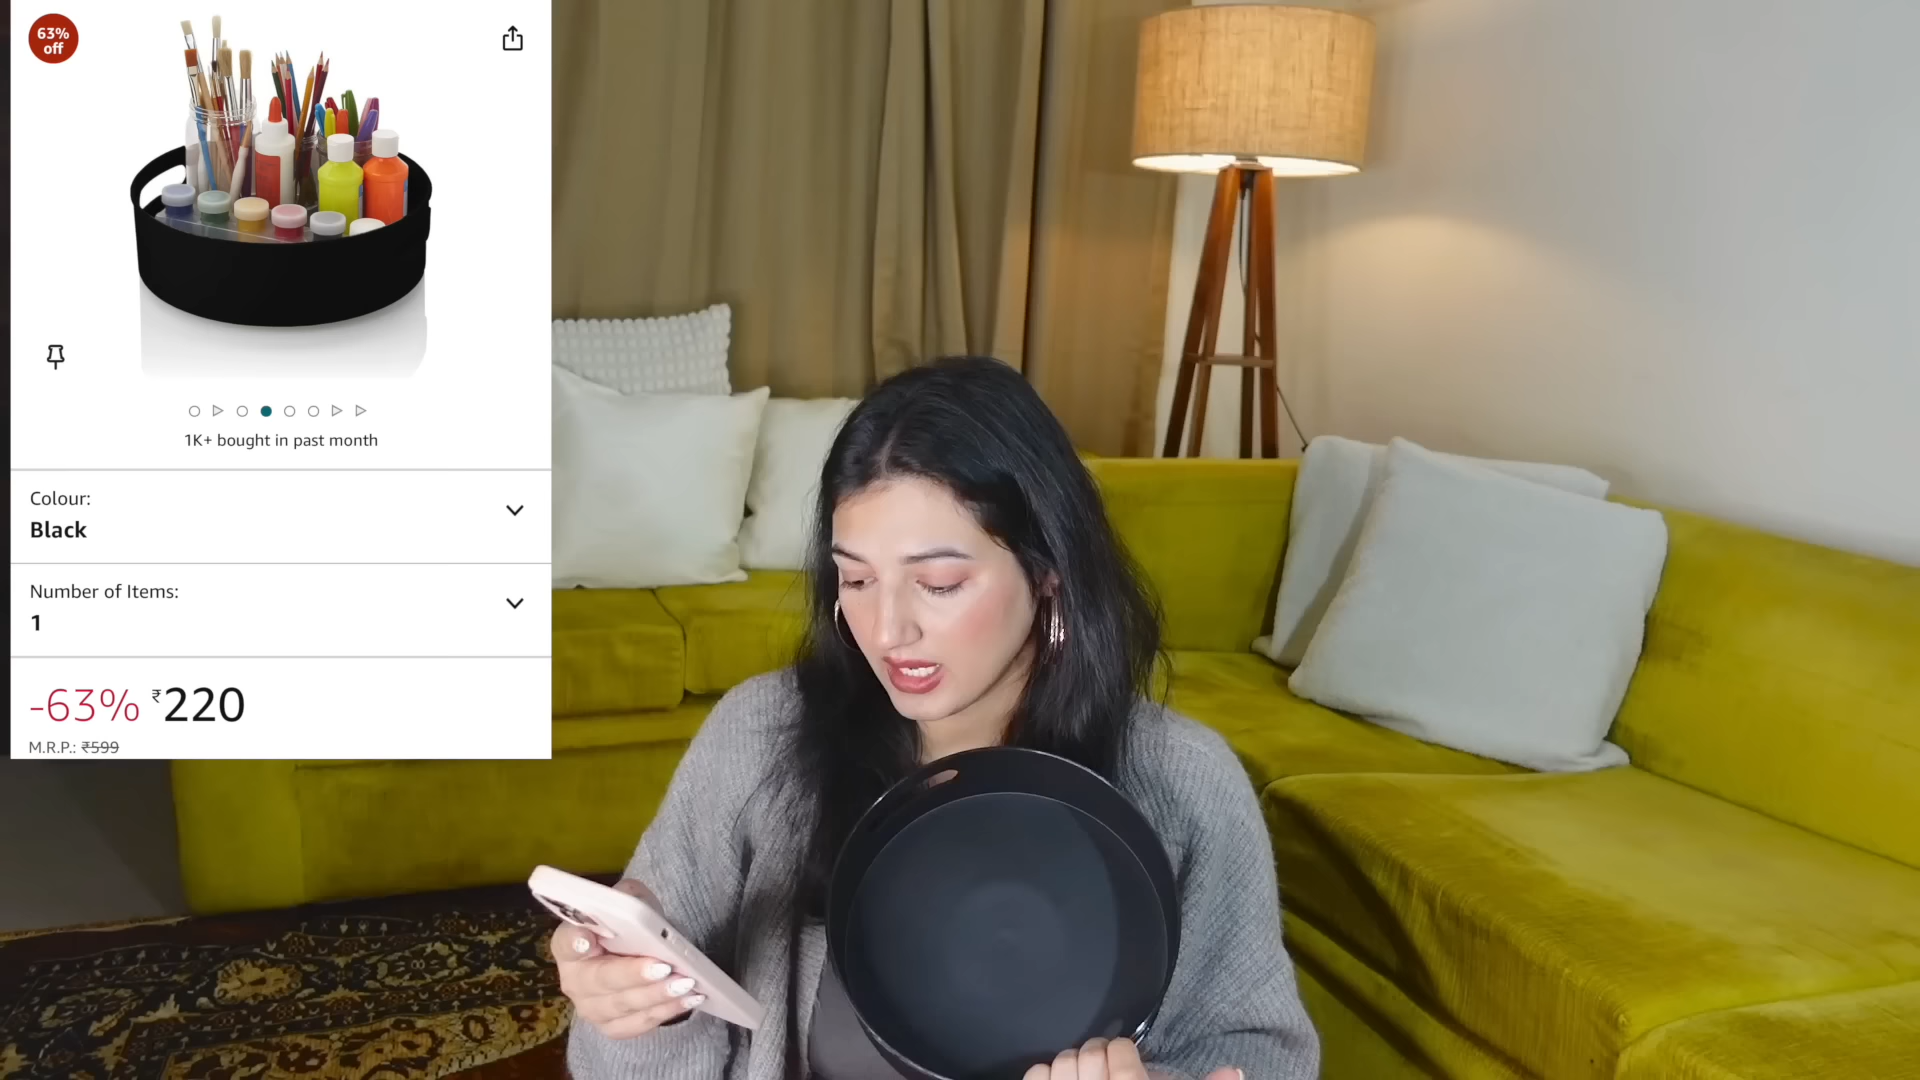 63%
off
1K+ bought in past month
Colour:
Black
Number of Items:
1
-63% ₹220
M.R.P.: ₹599